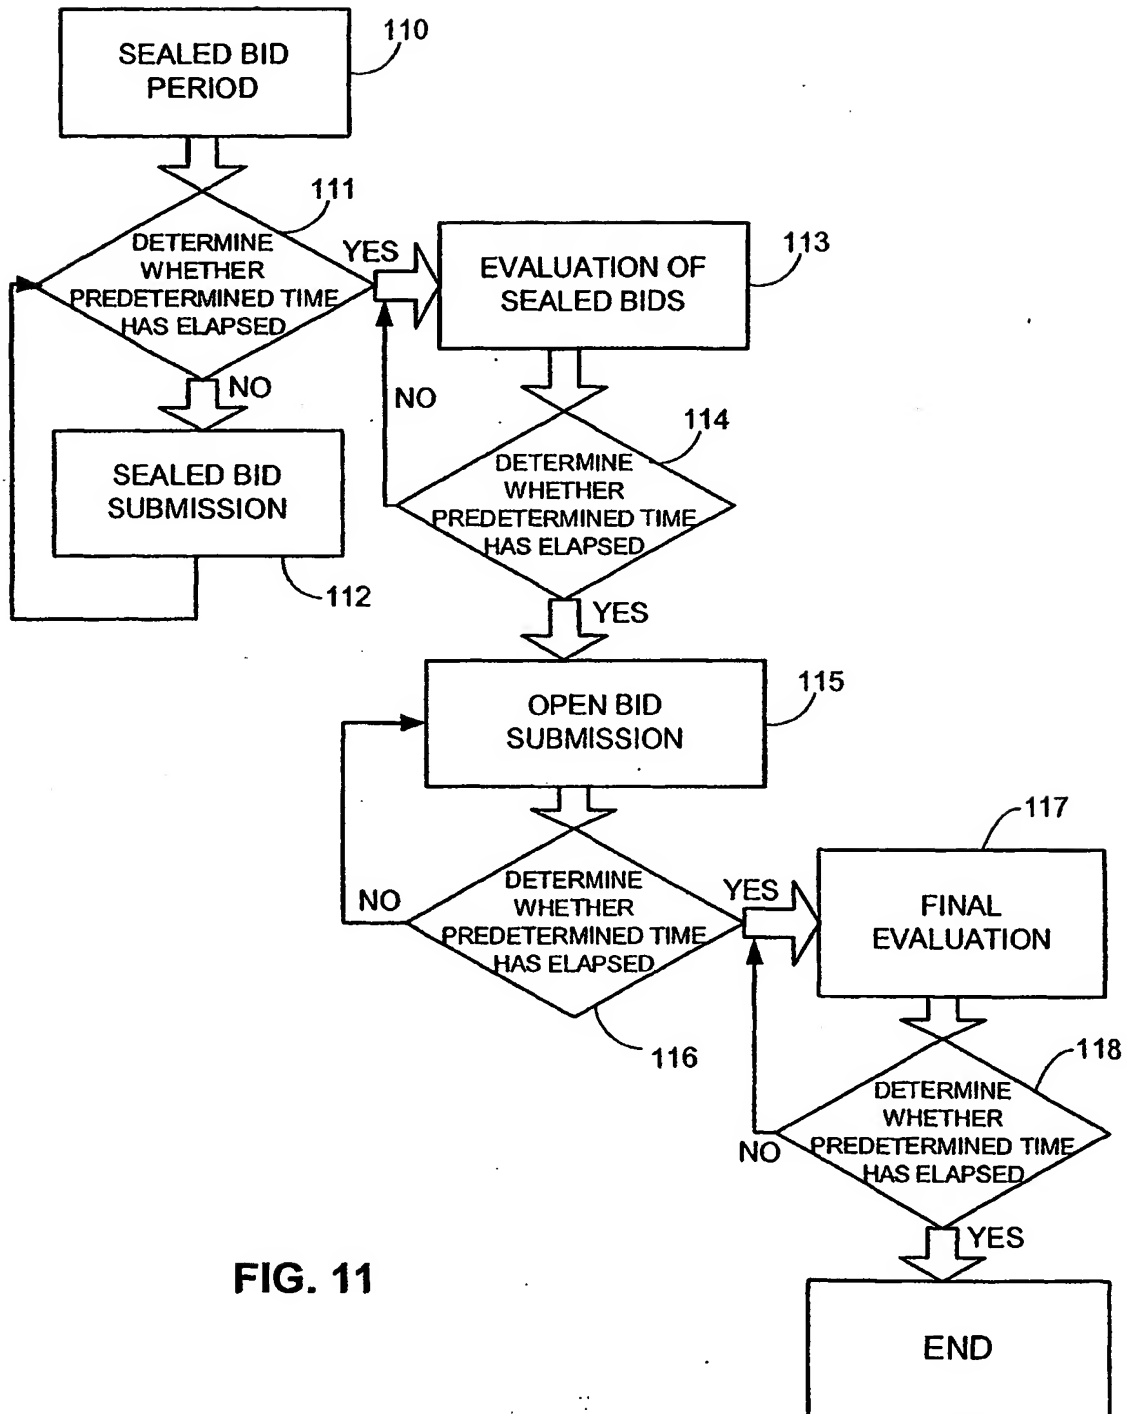 SEALED BID
PERIOD
110
DETERMINE
WHETHER
PREDETERMINED TIME
HAS ELAPSED
111
YES
NO
SEALED BID
SUBMISSION
112
EVALUATION OF
SEALED BIDS
113
NO
DETERMINE
WHETHER
PREDETERMINED TIME
HAS ELAPSED
114
YES
OPEN BID
SUBMISSION
115
DETERMINE
WHETHER
PREDETERMINED TIME
HAS ELAPSED
NO
YES
116
117
FINAL
EVALUATION
118
DETERMINE
WHETHER
PREDETERMINED TIME
HAS ELAPSED
NO
YES
END
FIG. 11